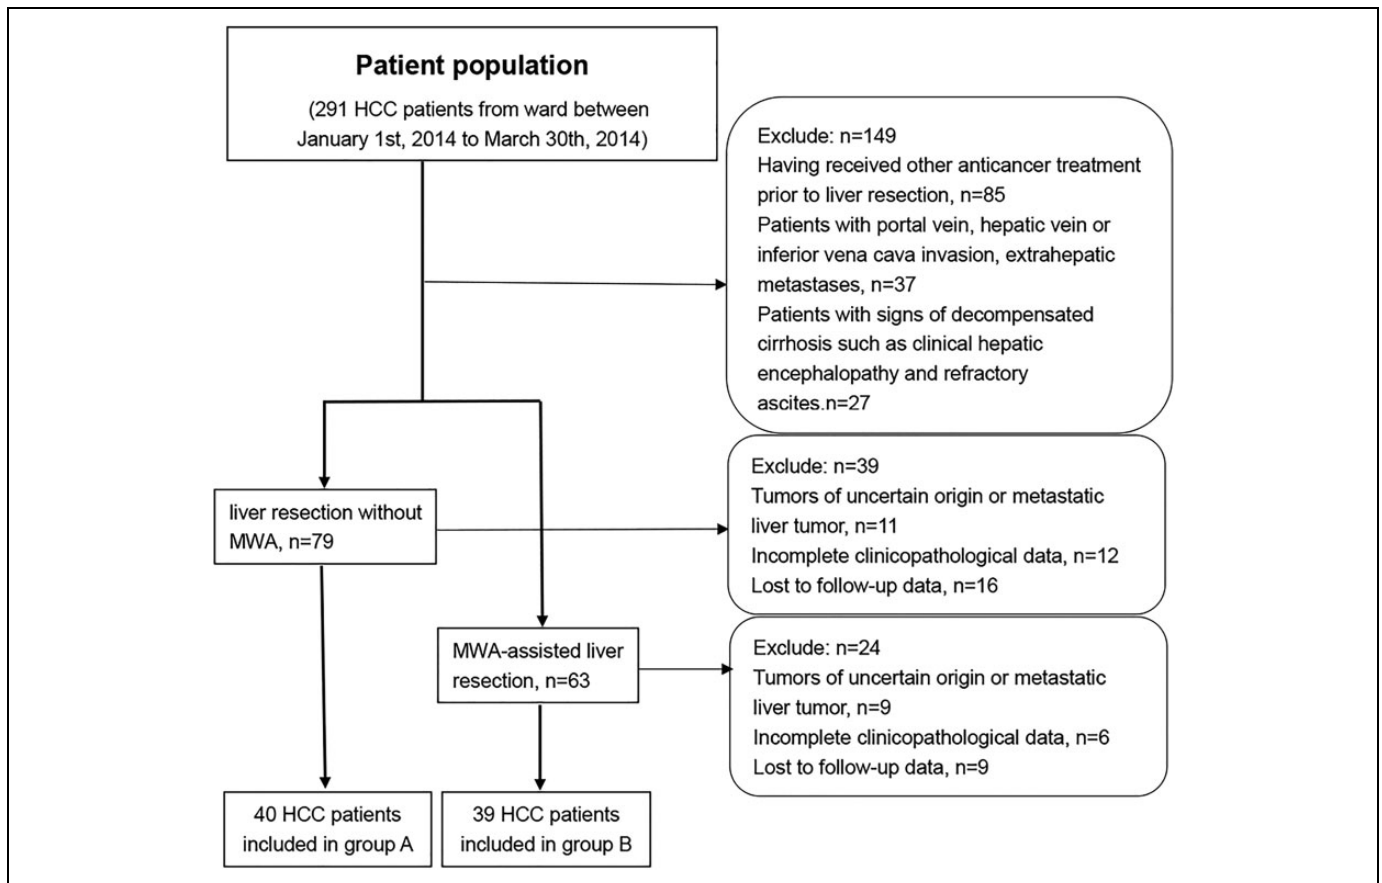 Patient population
(291 HCC patients from ward between
January 1st, 2014 to March 30th, 2014)
Exclude: n=149
Having received other anticancer treatment
prior to liver resection, n=85
Patients with portal vein, hepatic vein or
inferior vena cava invasion, extrahepatic
metastases, n=37
Patients with signs of decompensated
cirrhosis such as clinical hepatic
encephalopathy and refractory
ascites.n=27
liver resection without
MWA, n=79
Exclude: n=39
Tumors of uncertain origin or metastatic
liver tumor, n=11
Incomplete clinicopathological data, n=12
Lost to follow-up data, n=16
MWA-assisted liver
resection, n=63
Exclude: n=24
Tumors of uncertain origin or metastatic
liver tumor, n=9
Incomplete clinicopathological data, n=6
Lost to follow-up data, n=9
40 HCC patients
included in group A
39 HCC patients
included in group B